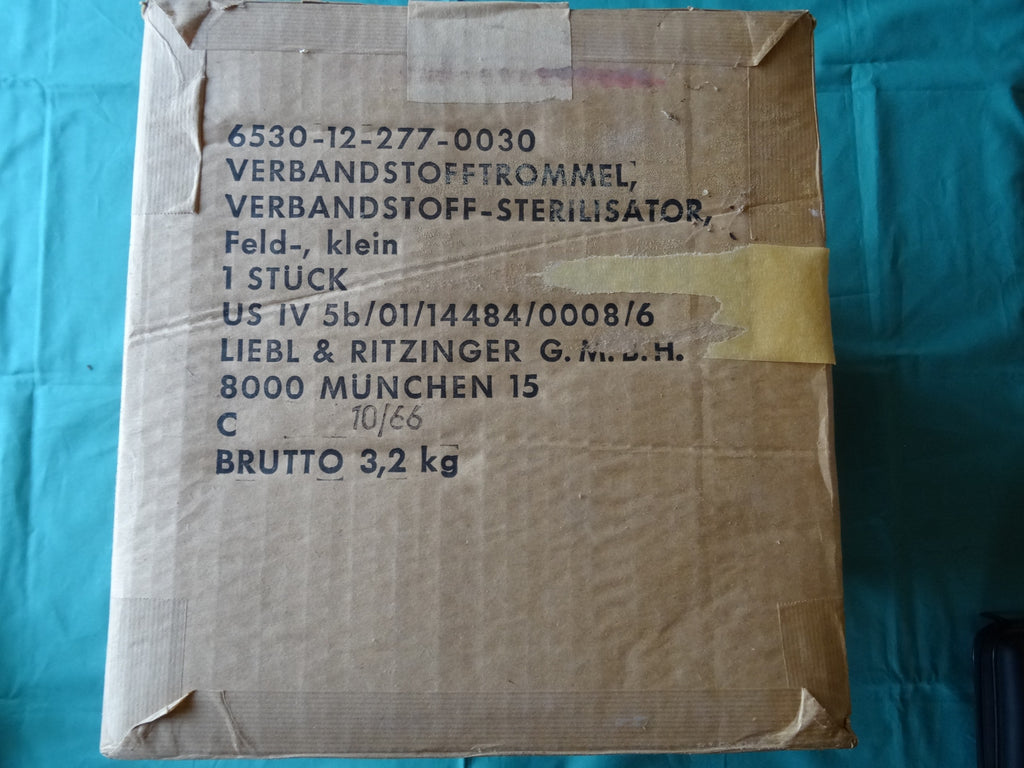 6530-12-277-0030
VERBANDSTOFFTROMMEL,
VERBANDSTOFF-STERILISATOR,
Feld-, klein
1 STÜCK
US IV 5b/01/14484/0008/6
LIEBL & RITZINGER G.M.B.H.
8000 MÜNCHEN 15
C 10/66
BRUTTO 3,2 kg